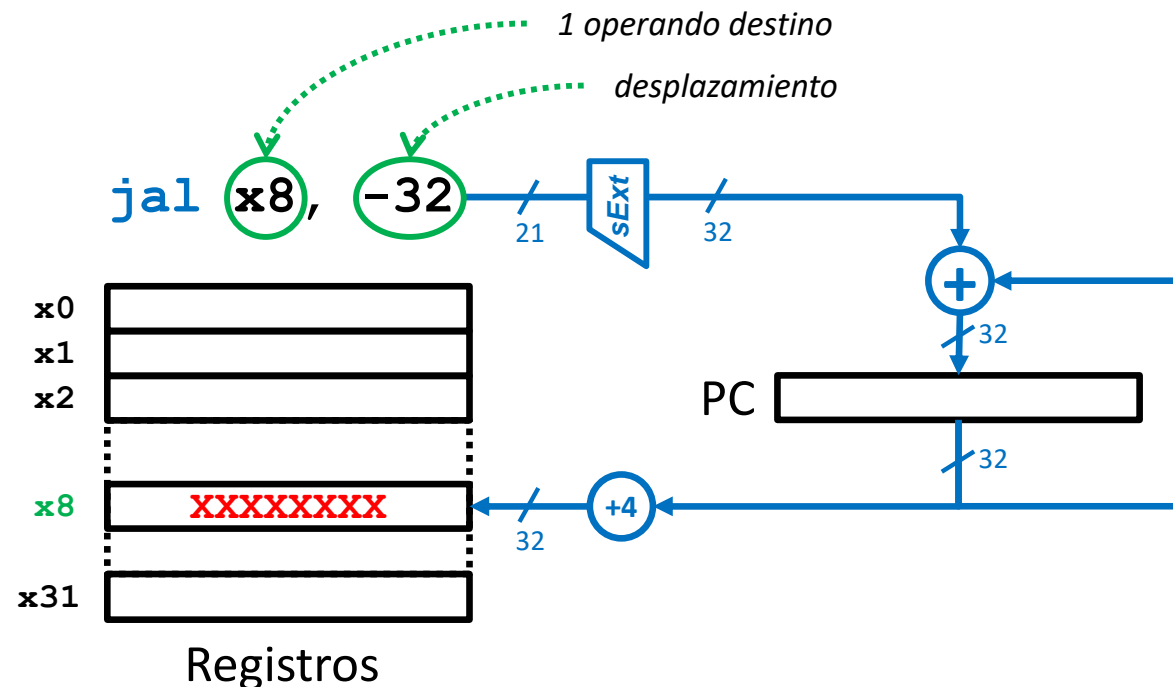 1 operando destino
desplazamiento
jal x8, -32
21
sExt
32
+
32
x0
x1
x2
PC
32
x8
XXXXXXXX
32
+4
x31
Registros